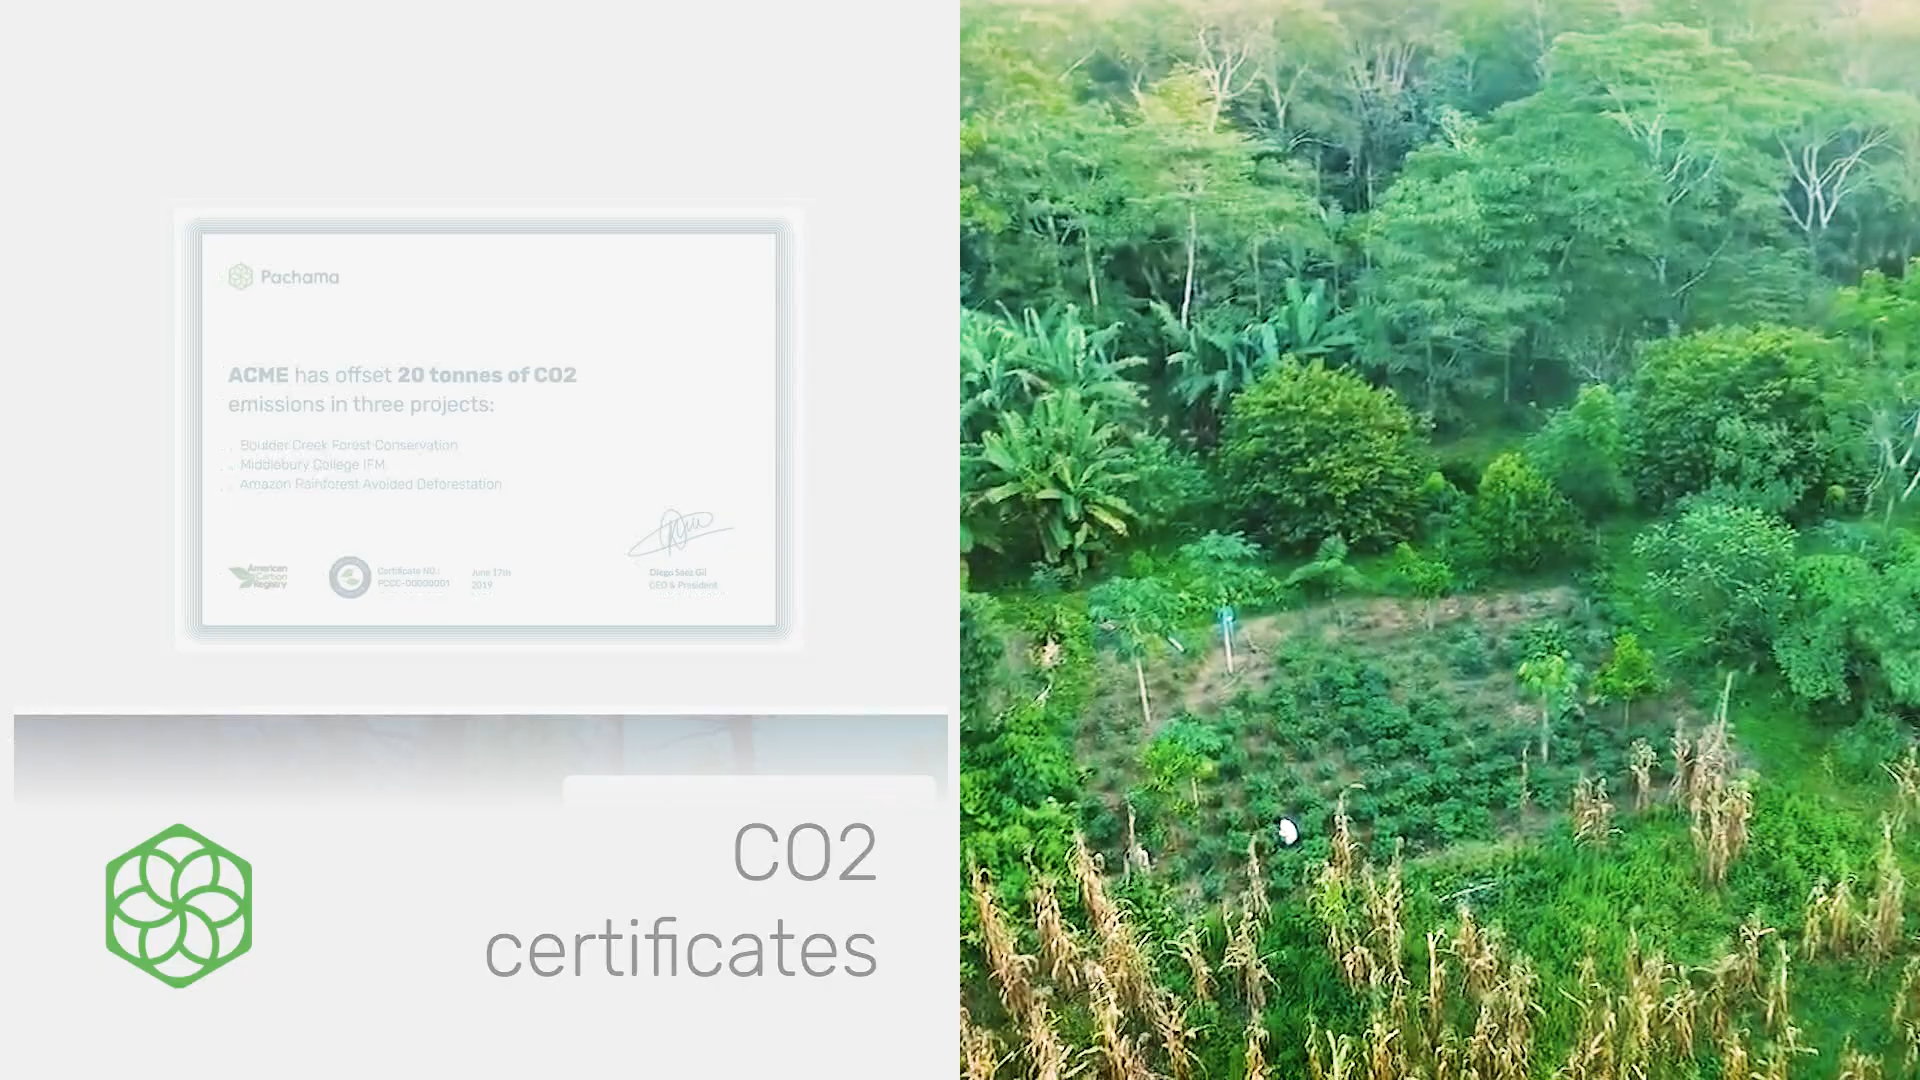 Pachama
ACME has offset 20 tonnes of CO2
emissions in three projects:
Boulder Creek Forest Conservation
Middlebury College IFM
Amazon Rainforest Avoided Deforestation
American
Carbon
Registry
Certificate NO.:
PCCC-00000001
June 17th
2019
Diego Saez Gil
CEO & President
CO2
certificates